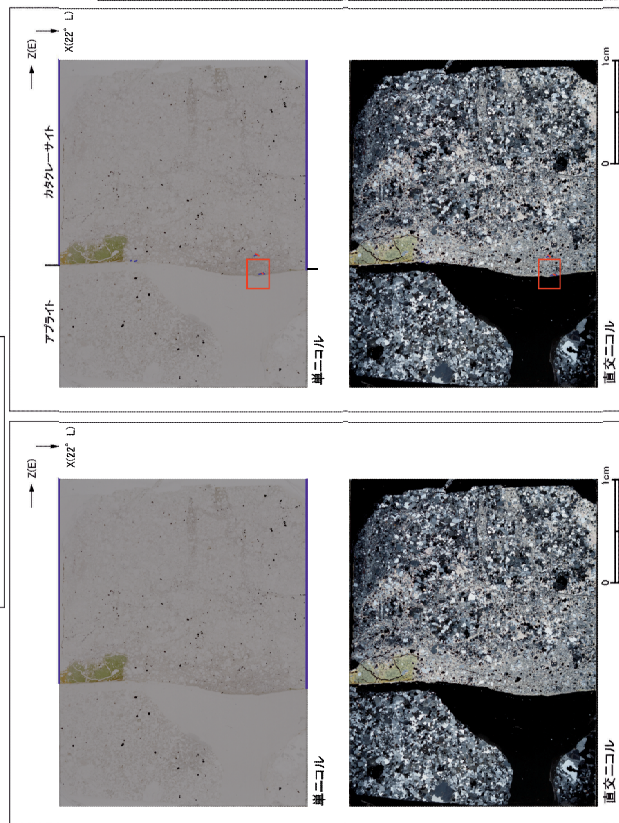 Z(E)
X(22° L)
カタクレーサイト
アプライト
単ニコル
直交ニコル
0
1cm
Z(E)
X(22° L)
単ニコル
直交ニコル
0
1cm